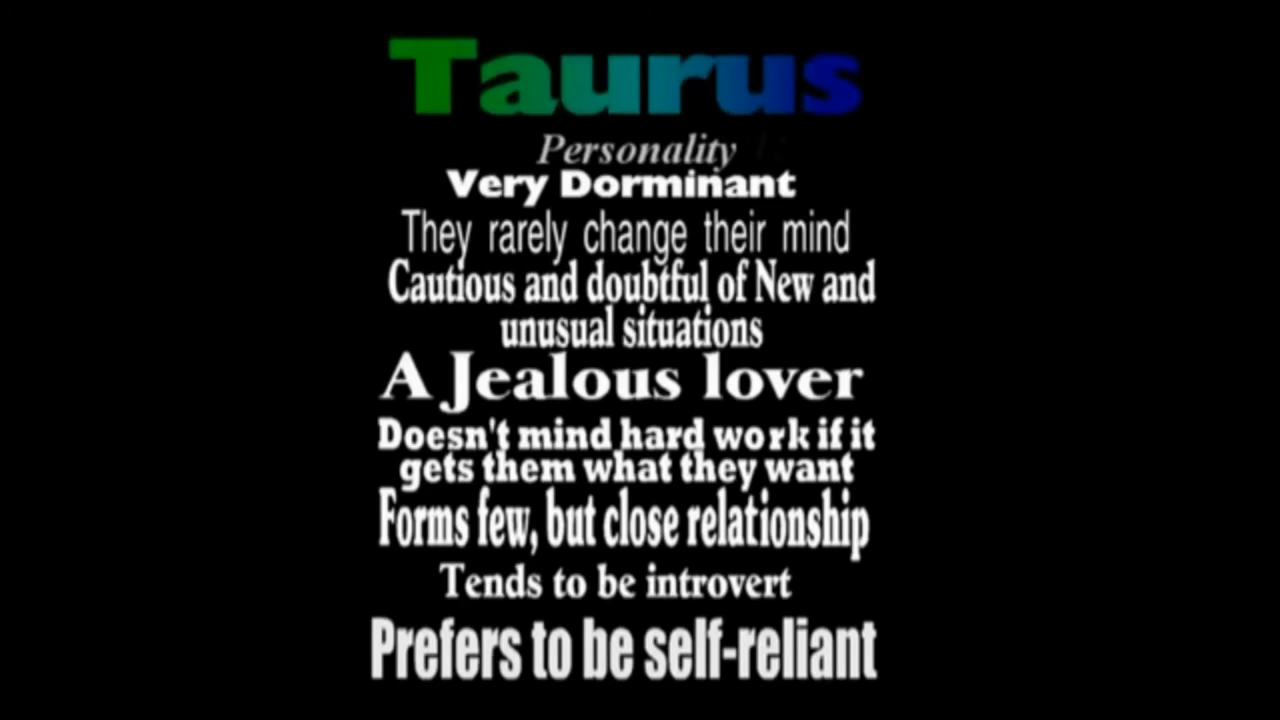 Taurus
Personality
Very Dorminant
They rarely change their mind
Cautious and doubtful of New and
unusual situations
A Jealous lover
Doesn't mind hard work if it
gets them what they want
Forms few, but close relationship
Tends to be introvert
Prefers to be self-reliant